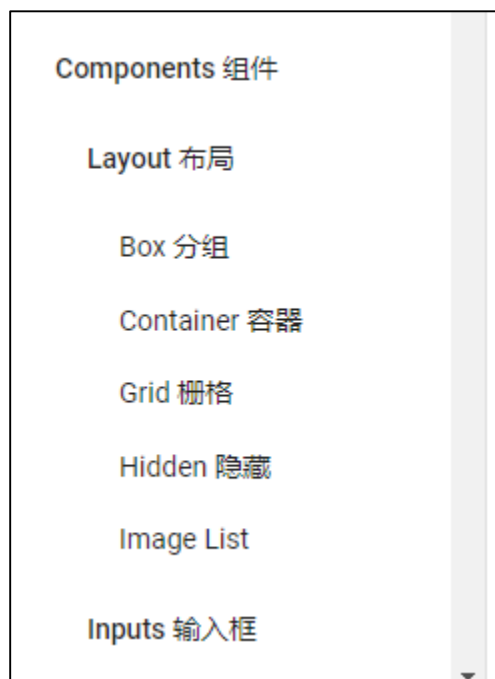 Components 组件
Layout 布局
Box 分组
Container 容器
Grid 栅格
Hidden 隐藏
Image List
Inputs 输入框